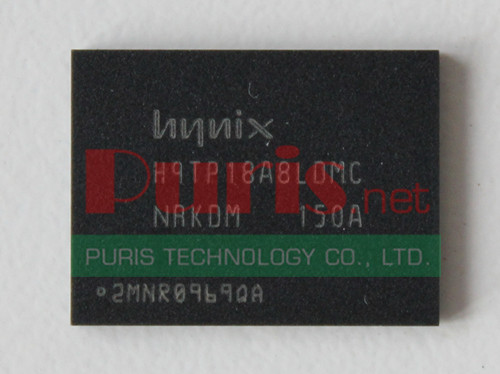 hynix
Puris.net
H9TP18A8LDMC
NRKDM 150A
PURIS TECHNOLOGY CO., LTD.
2MNR0969QA